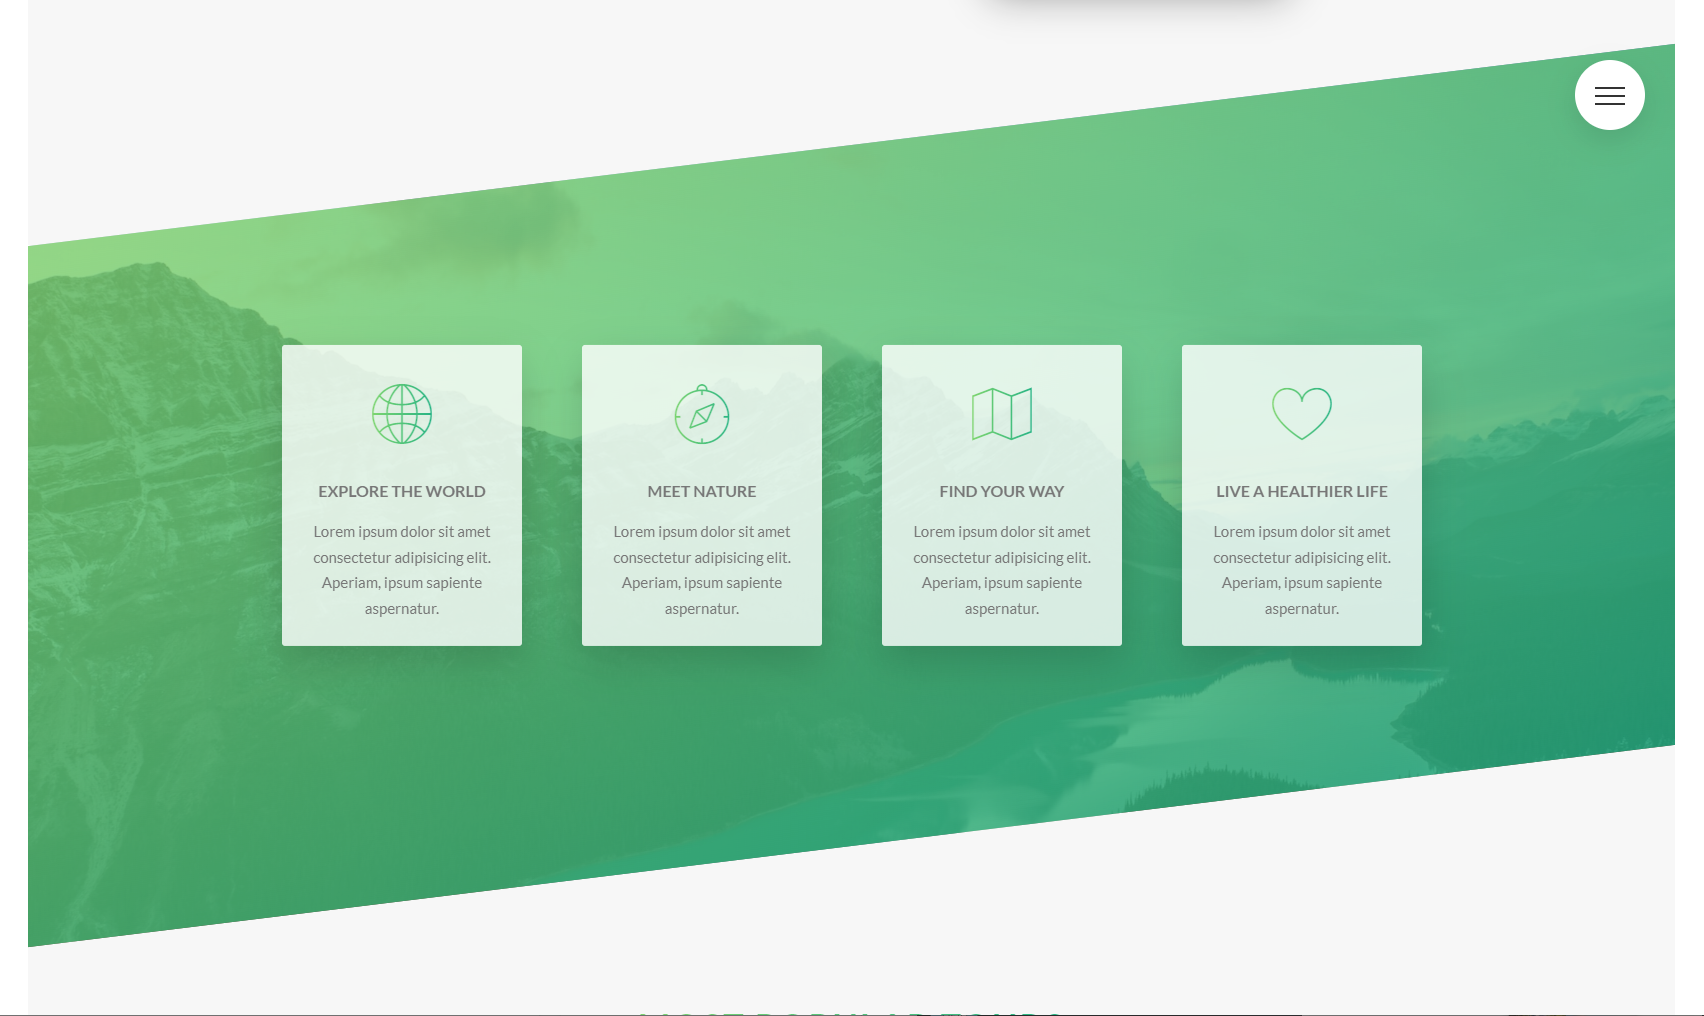 EXPLORE THE WORLD
Lorem ipsum dolor sit amet
consectetur adipisicing elit.
Aperiam, ipsum sapiente
aspernatur.
MEET NATURE
Lorem ipsum dolor sit amet
consectetur adipisicing elit.
Aperiam, ipsum sapiente
aspernatur.
FIND YOUR WAY
Lorem ipsum dolor sit amet
consectetur adipisicing elit.
Aperiam, ipsum sapiente
aspernatur.
LIVE A HEALTHIER LIFE
Lorem ipsum dolor sit amet
consectetur adipisicing elit.
Aperiam, ipsum sapiente
aspernatur.